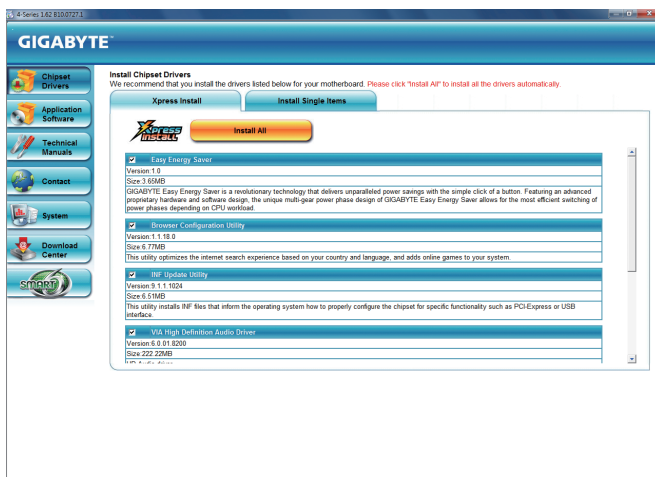 4-Series 1.62 B10.0727.1
GIGABYTE™
Chipset
Drivers
Application
Software
Technical
Manuals
Contact
System
Download
Center
SMART 6
Install Chipset Drivers
We recommend that you install the drivers listed below for your motherboard. Please click "Install All" to install all the drivers automatically.
Xpress Install
Install Single Items
Xpress
Install
Install All
Easy Energy Saver
Version:1.0
Size:3.65MB
GIGABYTE Easy Energy Saver is a revolutionary technology that delivers unparalleled power savings with the simple click of a button. Featuring an advanced
proprietary hardware and software design, the unique multi-gear power phase design of GIGABYTE Easy Energy Saver allows for the most efficient switching of
power phases depending on CPU workload.
Browser Configuration Utility
Version:1.1.18.0
Size:6.77MB
This utility optimizes the internet search experience based on your country and language, and adds online games to your system.
INF Update Utility
Version:9.1.1.1024
Size:6.51MB
This utility installs INF files that inform the operating system how to properly configure the chipset for specific functionality such as PCI-Express or USB
interface.
VIA High Definition Audio Driver
Version:6.0.01.8200
Size:222.22MB